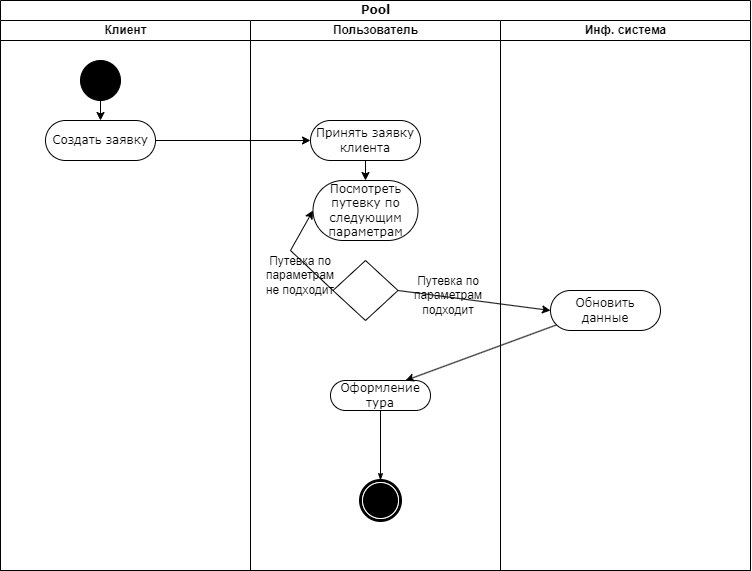 Pool
Клиент
Пользователь
Инф. система
Создать заявку
Принять заявку
клиента
Посмотреть
путевку по
следующим
параметрам
Путевка по
параметрам
не подходит
Путевка по
параметрам
подходит
Обновить
данные
Оформление
тура